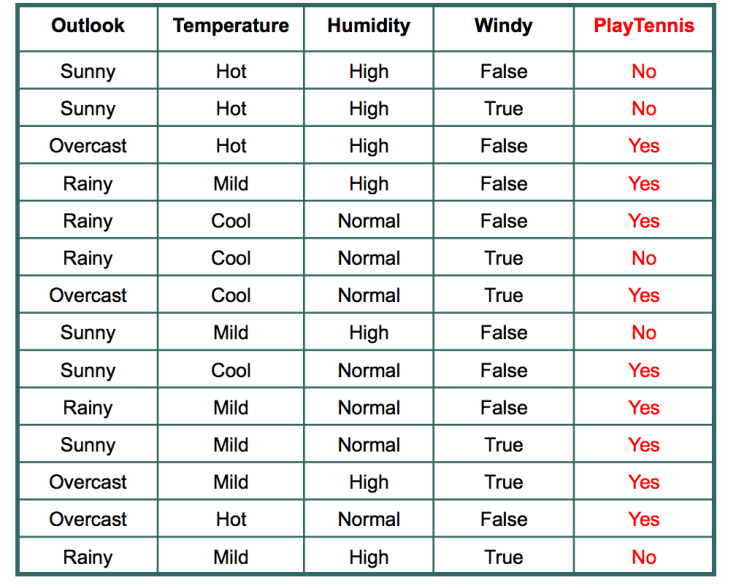 Outlook Temperature Humidity Windy PlayTennis
Sunny Hot High False No
Sunny Hot High True No
Overcast Hot High False Yes
Rainy Mild High False Yes
Rainy Cool Normal False Yes
Rainy Cool Normal True No
Overcast Cool Normal True Yes
Sunny Mild High False No
Sunny Cool Normal False Yes
Rainy Mild Normal False Yes
Sunny Mild Normal True Yes
Overcast Mild High True Yes
Overcast Hot Normal False Yes
Rainy Mild High True No